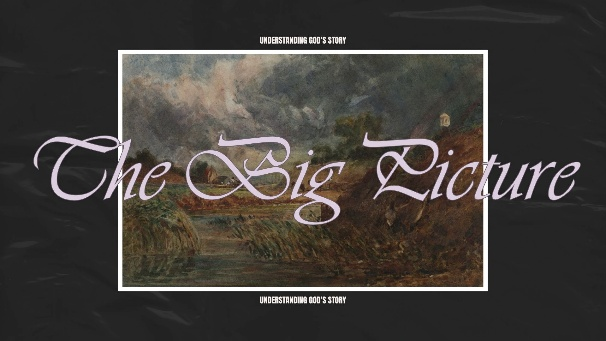 UNDERSTANDING GOD'S STORY
The Big Picture
UNDERSTANDING GOD'S STORY